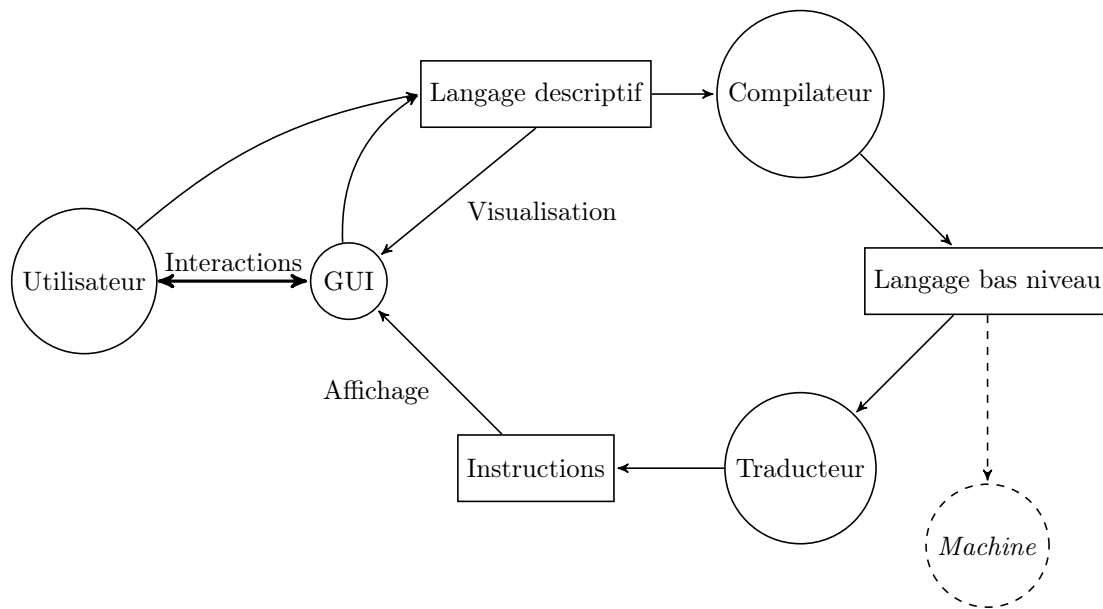 Langage descriptif
Compilateur
Visualisation
Interactions
Utilisateur
GUI
Langage bas niveau
Affichage
Instructions
Traducteur
Machine